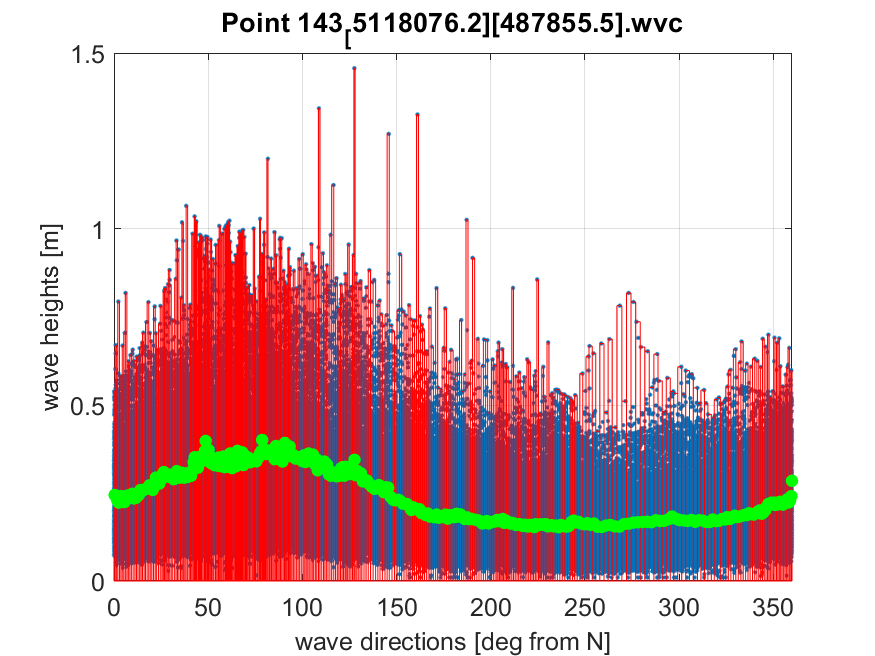 Point 143[5118076.2][487855.5].wvc
1.5
1
0.5
0
wave heights [m]
0 50 100 150 200 250 300 350
wave directions [deg from N]